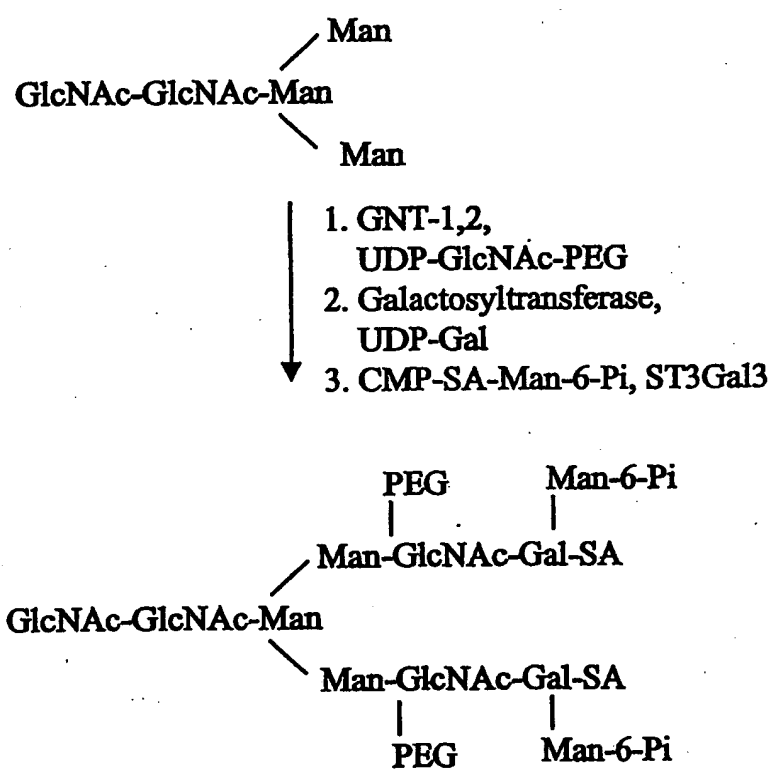 Man
GlcNAc-GlcNAc-Man
Man
1. GNT-1,2,
UDP-GlcNAc-PEG
2. Galactosyltransferase,
UDP-Gal
3. CMP-SA-Man-6-Pi, ST3Gal3
PEG Man-6-Pi
Man-GlcNAc-Gal-SA
GlcNAc-GlcNAc-Man
Man-GlcNAc-Gal-SA
PEG Man-6-Pi